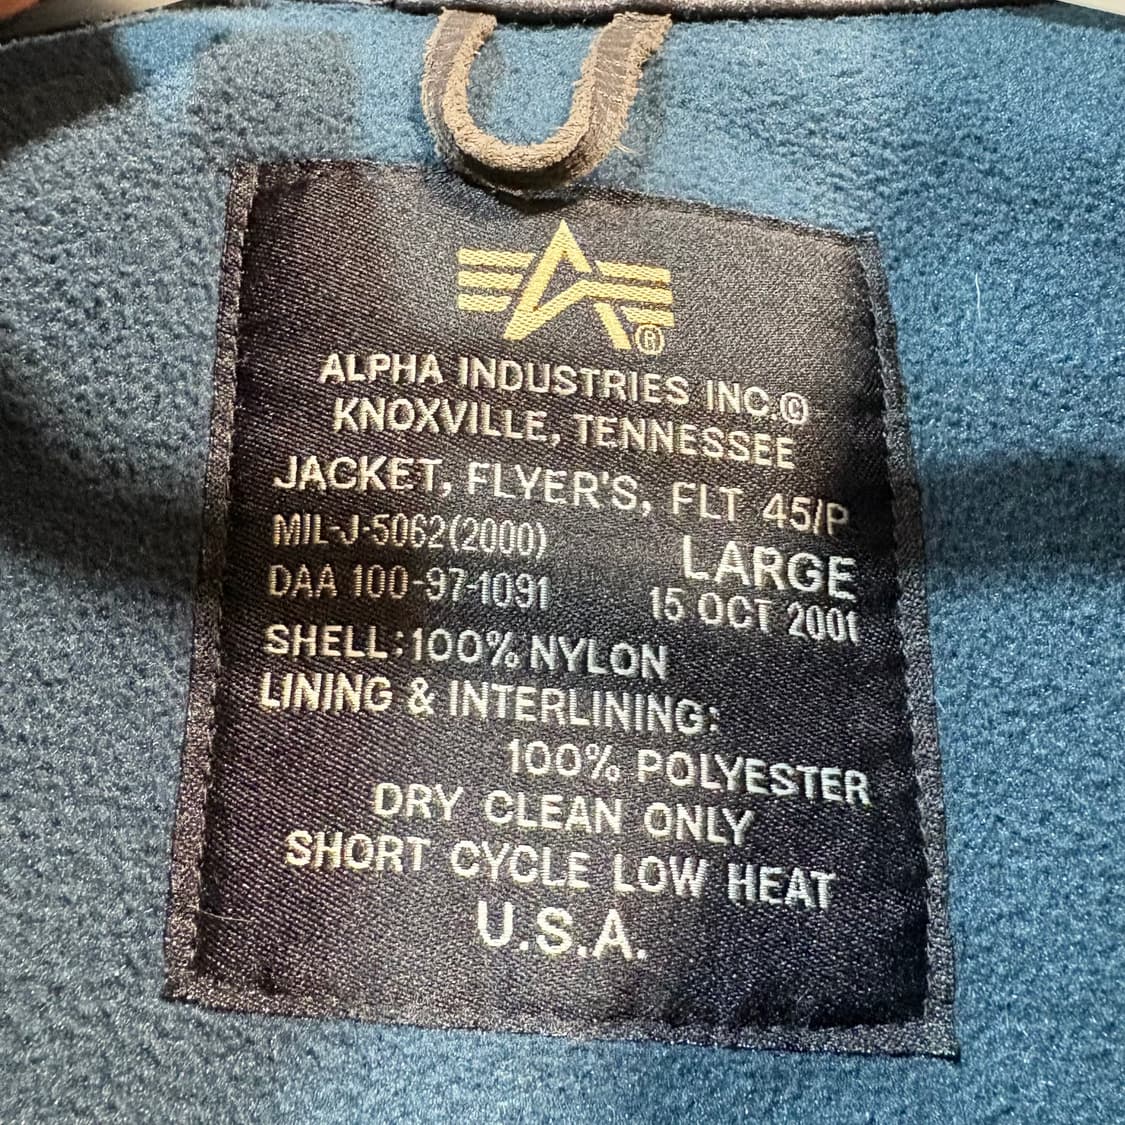 ®
ALPHA INDUSTRIES INC.©
KNOXVILLE, TENNESSEE
JACKET, FLYER'S, FLT 45/P
MIL-J-5062(2000)
LARGE
DAA 100-97-1091
15 OCT 2001
SHELL:100% NYLON
LINING & INTERLINING:
100% POLYESTER
DRY CLEAN ONLY
SHORT CYCLE LOW HEAT
U.S.A.